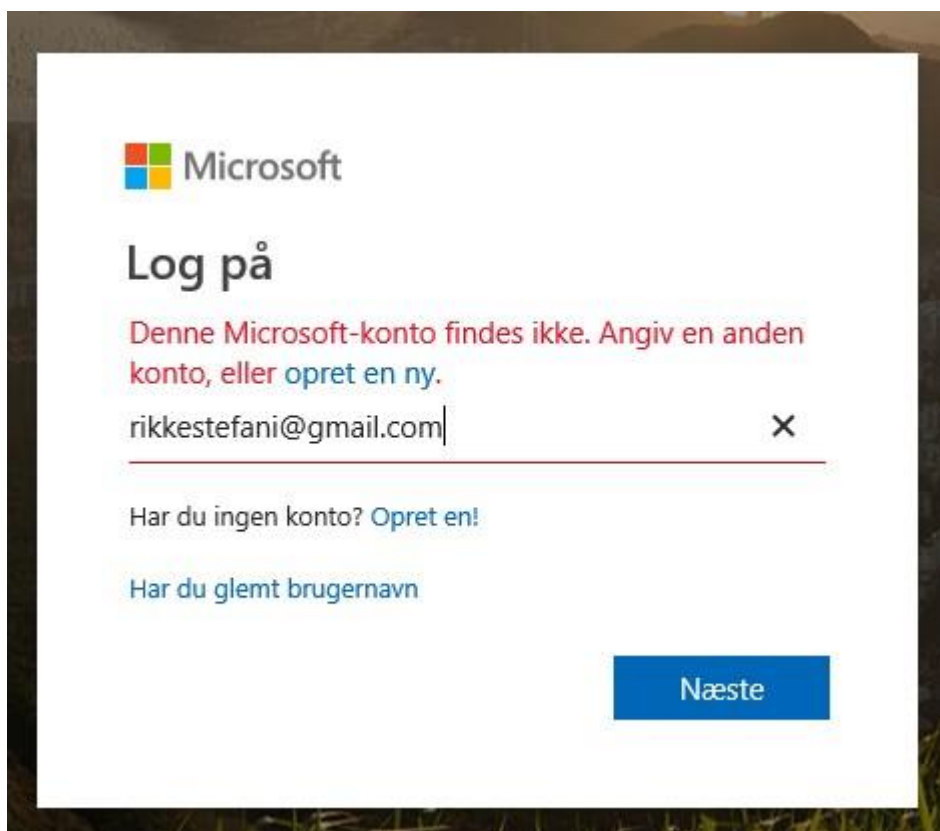 Microsoft
Log på
Denne Microsoft-konto findes ikke. Angiv en anden
konto, eller opret en ny.
rikkestefani@gmail.com
Har du ingen konto? Opret en!
Har du glemt brugernavn
Næste